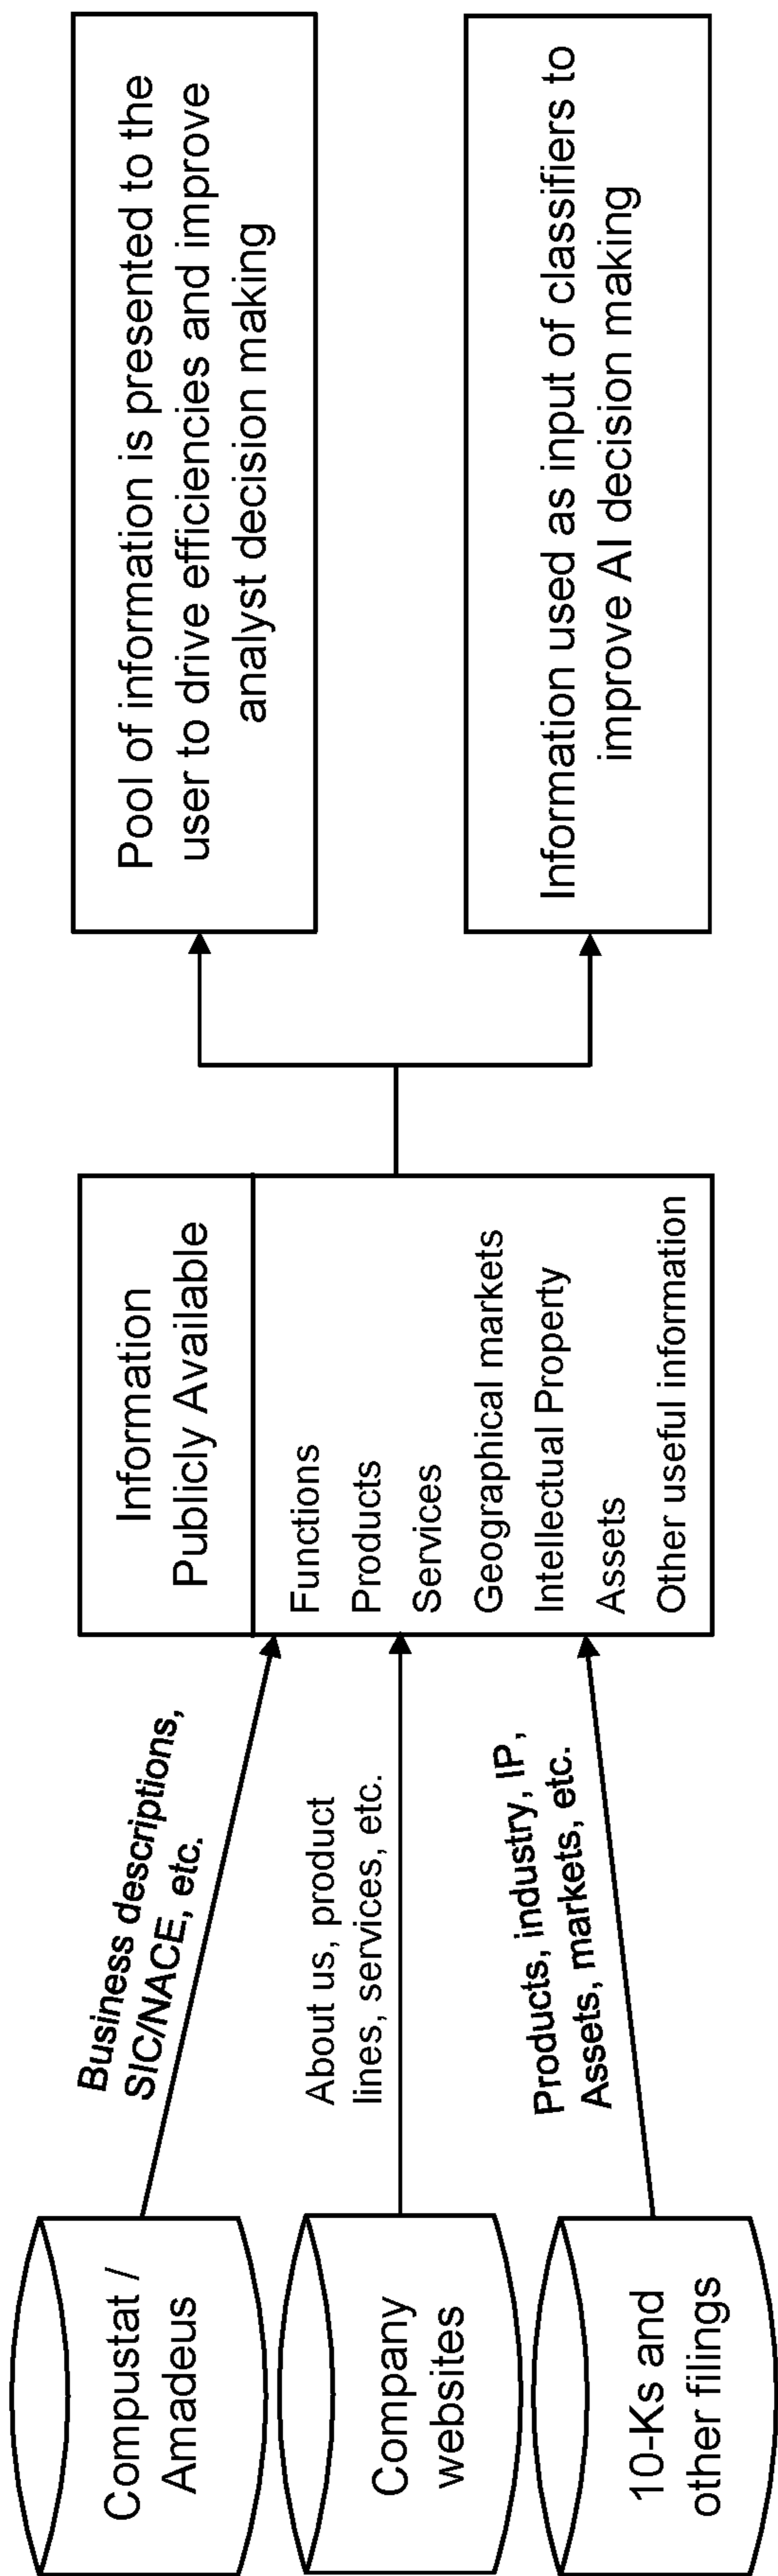 Compustat /
Amadeus
Company
websites
10-Ks and
other filings
Business descriptions,
SIC/NACE, etc.
About us, product
lines, services, etc.
Products, industry, IP,
Assets, markets, etc.
Information
Publicly Available
Functions
Products
Services
Geographical markets
Intellectual Property
Assets
Other useful information
Pool of information is presented to the
user to drive efficiencies and improve
analyst decision making
Information used as input of classifiers to
improve AI decision making